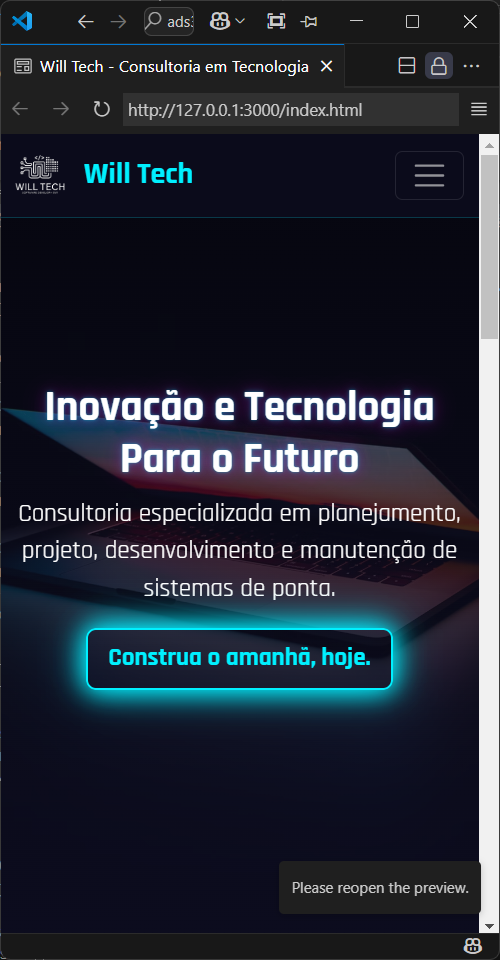 ads
Will Tech - Consultoria em Tecnologia
http://127.0.0.1:3000/index.html
WILL TECH
Will Tech
Inovação e Tecnologia
Para o Futuro
Consultoria especializada em planejamento,
projeto, desenvolvimento e manutenção de
sistemas de ponta.
Construa o amanhã, hoje.
Please reopen the preview.